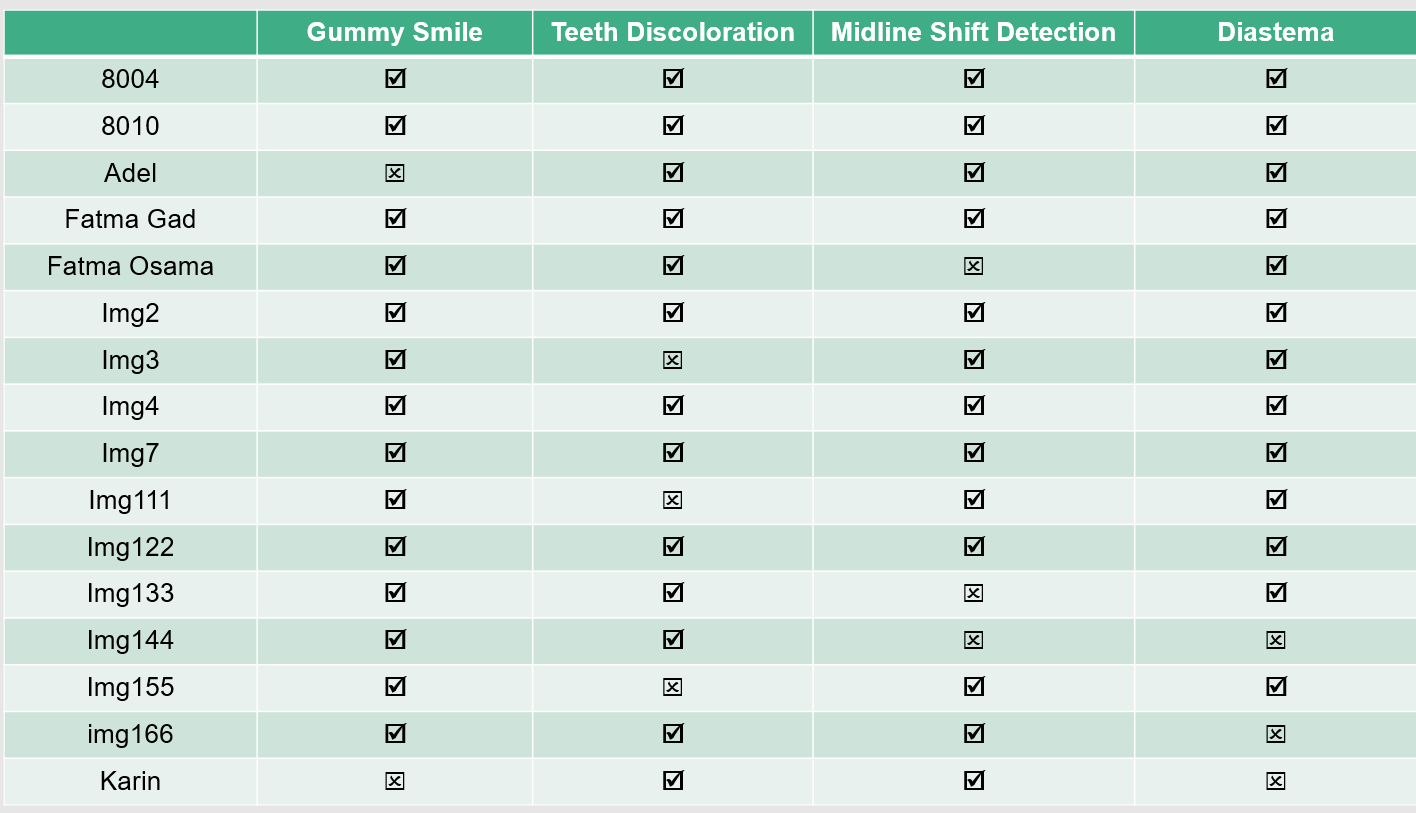 Gummy Smile Teeth Discoloration Midline Shift Detection Diastema
8004 ☑ ☑ ☑ ☑
8010 ☑ ☑ ☑ ☑
Adel ☒ ☑ ☑ ☑
Fatma Gad ☑ ☑ ☑ ☑
Fatma Osama ☑ ☑ ☒ ☑
Img2 ☑ ☑ ☑ ☑
Img3 ☑ ☒ ☑ ☑
Img4 ☑ ☑ ☑ ☑
Img7 ☑ ☑ ☑ ☑
Img111 ☑ ☒ ☑ ☑
Img122 ☑ ☑ ☑ ☑
Img133 ☑ ☑ ☒ ☑
Img144 ☑ ☑ ☒ ☒
Img155 ☑ ☒ ☑ ☑
img166 ☑ ☑ ☑ ☒
Karin ☒ ☑ ☑ ☒